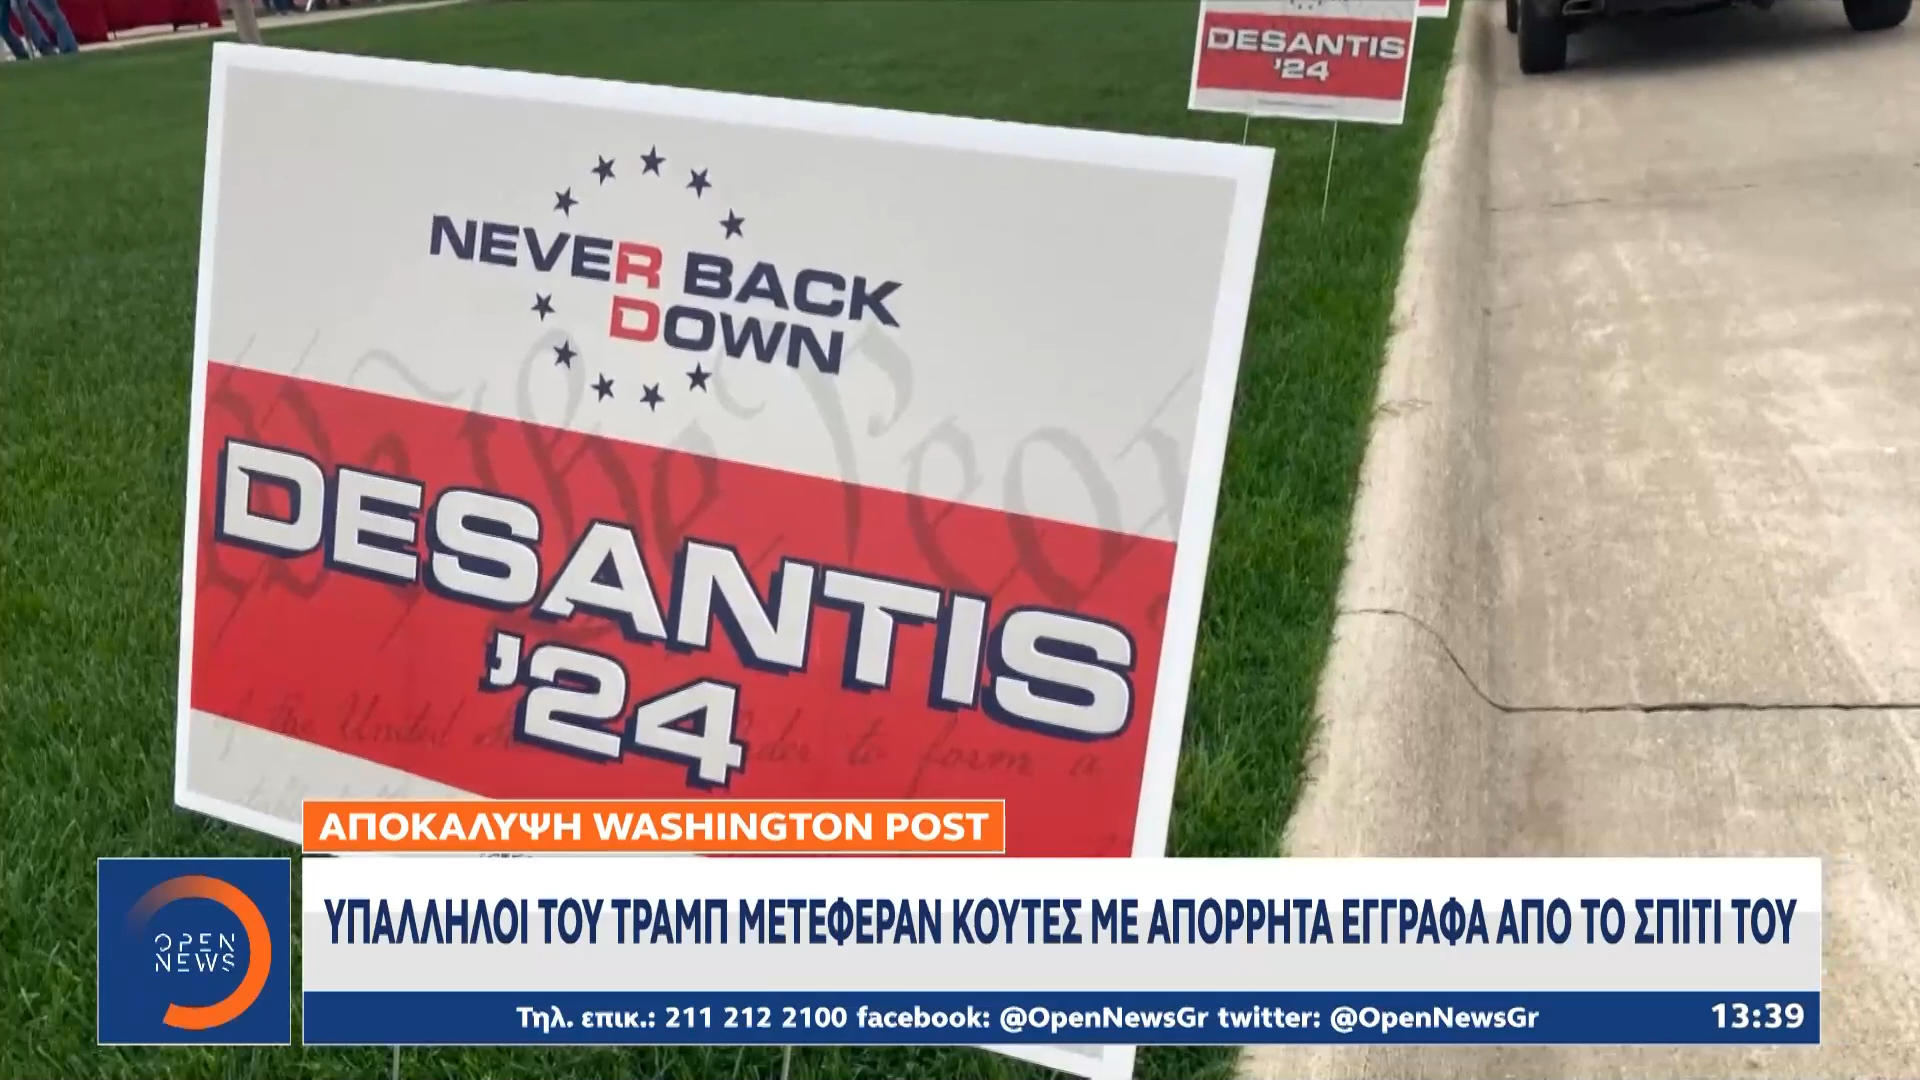 DESANTIS
'24
NEVER BACK
DOWN
DESANTIS
'24
ΑΠΟΚΑΛΥΨΗ WASHINGTON POST
ΥΠΑΛΛΗΛΟΙ ΤΟΥ ΤΡΑΜΠ ΜΕΤΕΦΕΡΑΝ ΚΟΥΤΕΣ ΜΕ ΑΠΟΡΡΗΤΑ ΕΓΓΡΑΦΑ ΑΠΟ ΤΟ ΣΠΙΤΙ ΤΟΥ
OPEN
NEWS
Τηλ. επικ.: 211 212 2100 facebook: @OpenNewsGr twitter: @OpenNewsGr
13:39